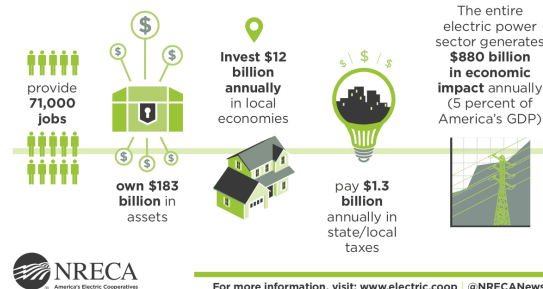 provide
71,000
jobs
$
$
$
$
$
$
own $183
billion in
assets
Invest $12
billion
annually
in local
economies
$ $ $
pay $1.3
billion
annually in
state/local
taxes
The entire
electric power
sector generates
$880 billion
in economic
impact annually
(5 percent of
America's GDP)
NRECA
America's Electric Cooperatives
For more information, visit: www.electric.coop | @NRECANews